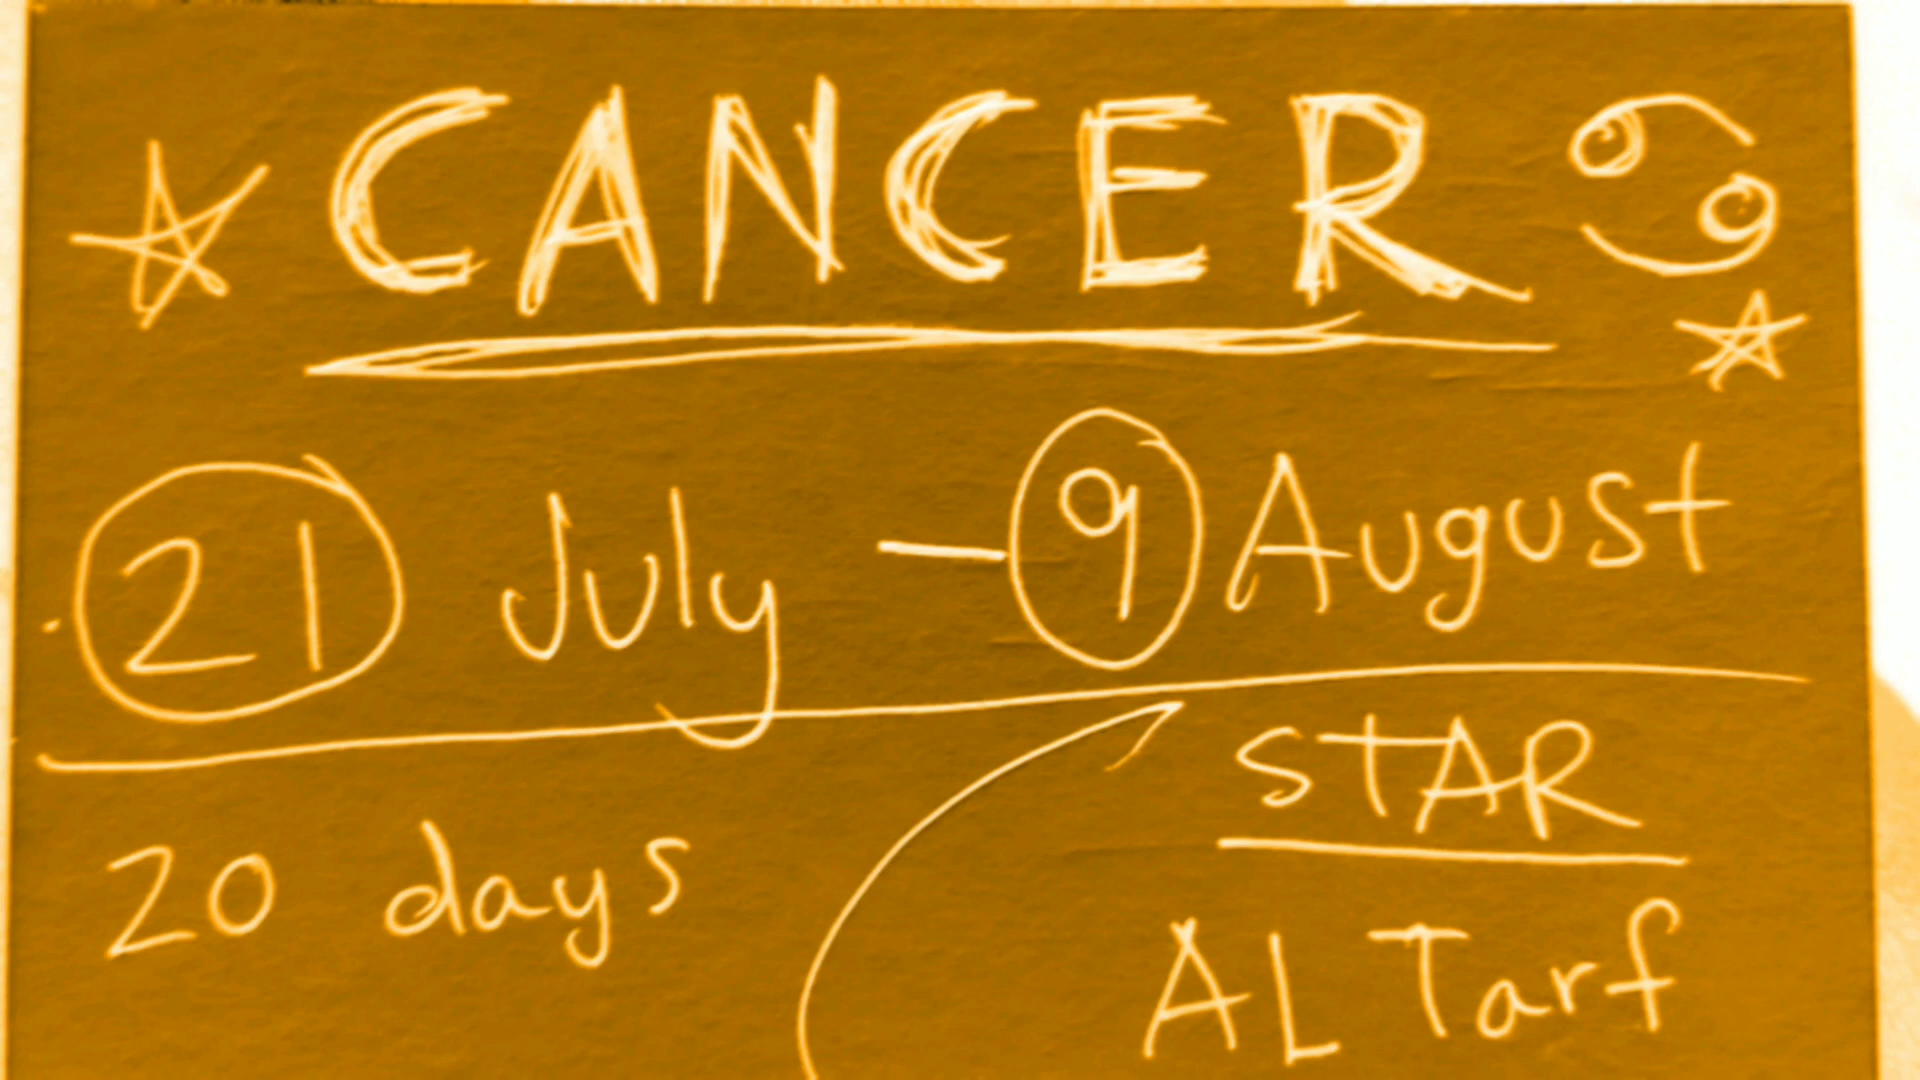 CANCER ♋
21 July - 9 August
20 days
STAR
AL Tarf